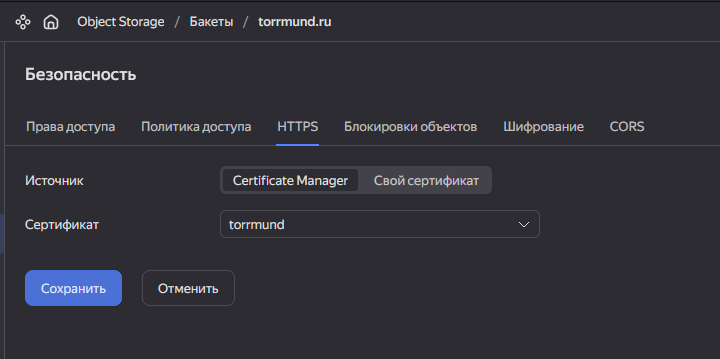 Object Storage / Бакеты / torrmund.ru
Безопасность
Права доступа Политика доступа HTTPS Блокировки объектов Шифрование CORS
Источник Certificate Manager Свой сертификат
Сертификат torrmund
Сохранить Отменить